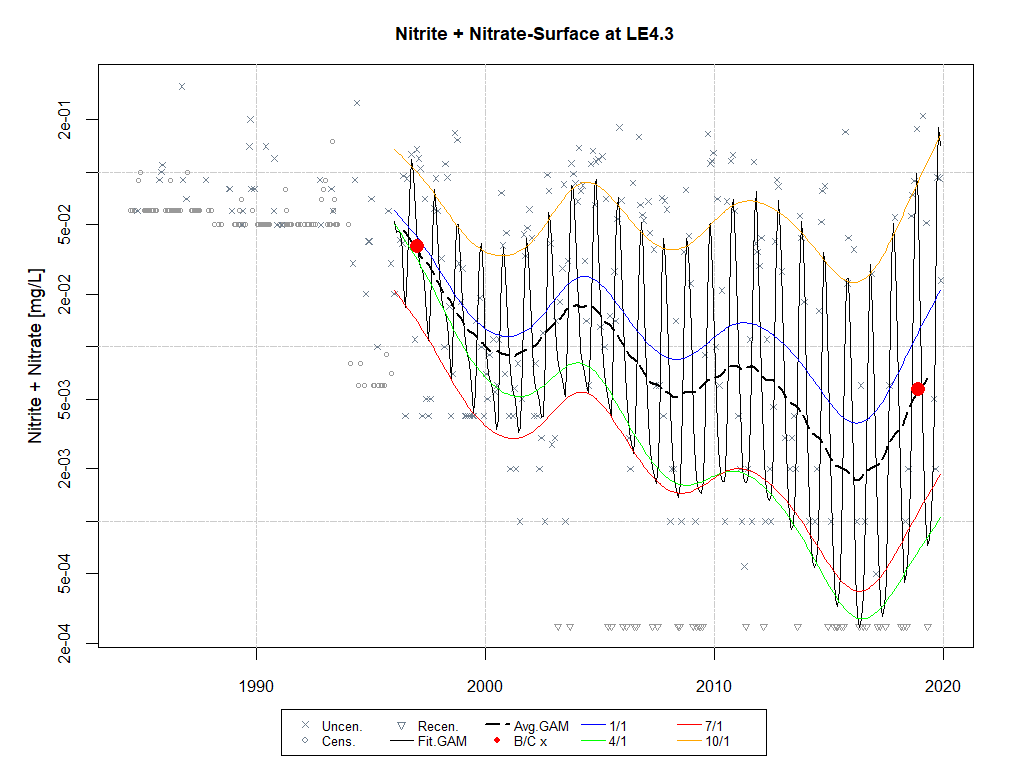 Nitrite + Nitrate-Surface at LE4.3
Nitrite + Nitrate [mg/L]
2e-01
5e-02
2e-02
5e-03
2e-03
5e-04
2e-04
1990 2000 2010 2020
Uncen. Recen. Avg.GAM 1/1 7/1
Cens. Fit.GAM B/C x 4/1 10/1